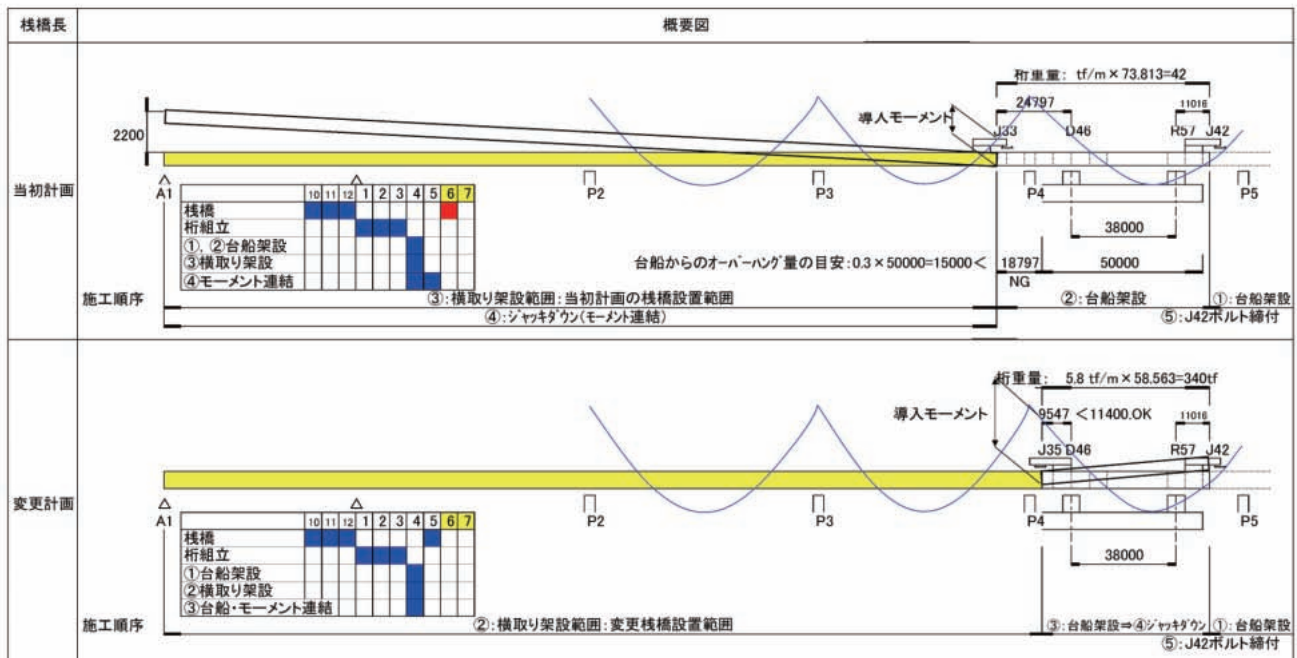 栈橋長 概要図
当初計画
桁重量: tf/m×73.813=42
24797 11016
導入モーメント
J33 D46 R57 J42
2200
A1 P2 P3 P4 P5
10 11 12 1 2 3 4 5 6 7
桟橋
桁組立
①, ②台船架設
③横取り架設
④モーメント連結
38000
台船からのオーバーハング量の目安:0.3×50000=15000< 18797 50000
NG
施工順序
③:横取り架設範囲:当初計画の桟橋設置範囲 ②:台船架設 ①:台船架設
④:ジャッキダウン(モーメント連結) ⑤:J42ボルト締付
変更計画
桁重量: 5.8 tf/m×58.563=340tf
導入モーメント 9547 <11400.OK 11016
J35 D46 R57 J42
A1 P2 P3 P4 P5
10 11 12 1 2 3 4 5 6 7
桟橋
桁組立
①台船架設
②横取り架設
③台船・モーメント連結
38000
施工順序
②:横取り架設範囲:変更桟橋設置範囲 ③:台船架設⇒④ジャッキダウン ①:台船架設
⑤:J42ボルト締付